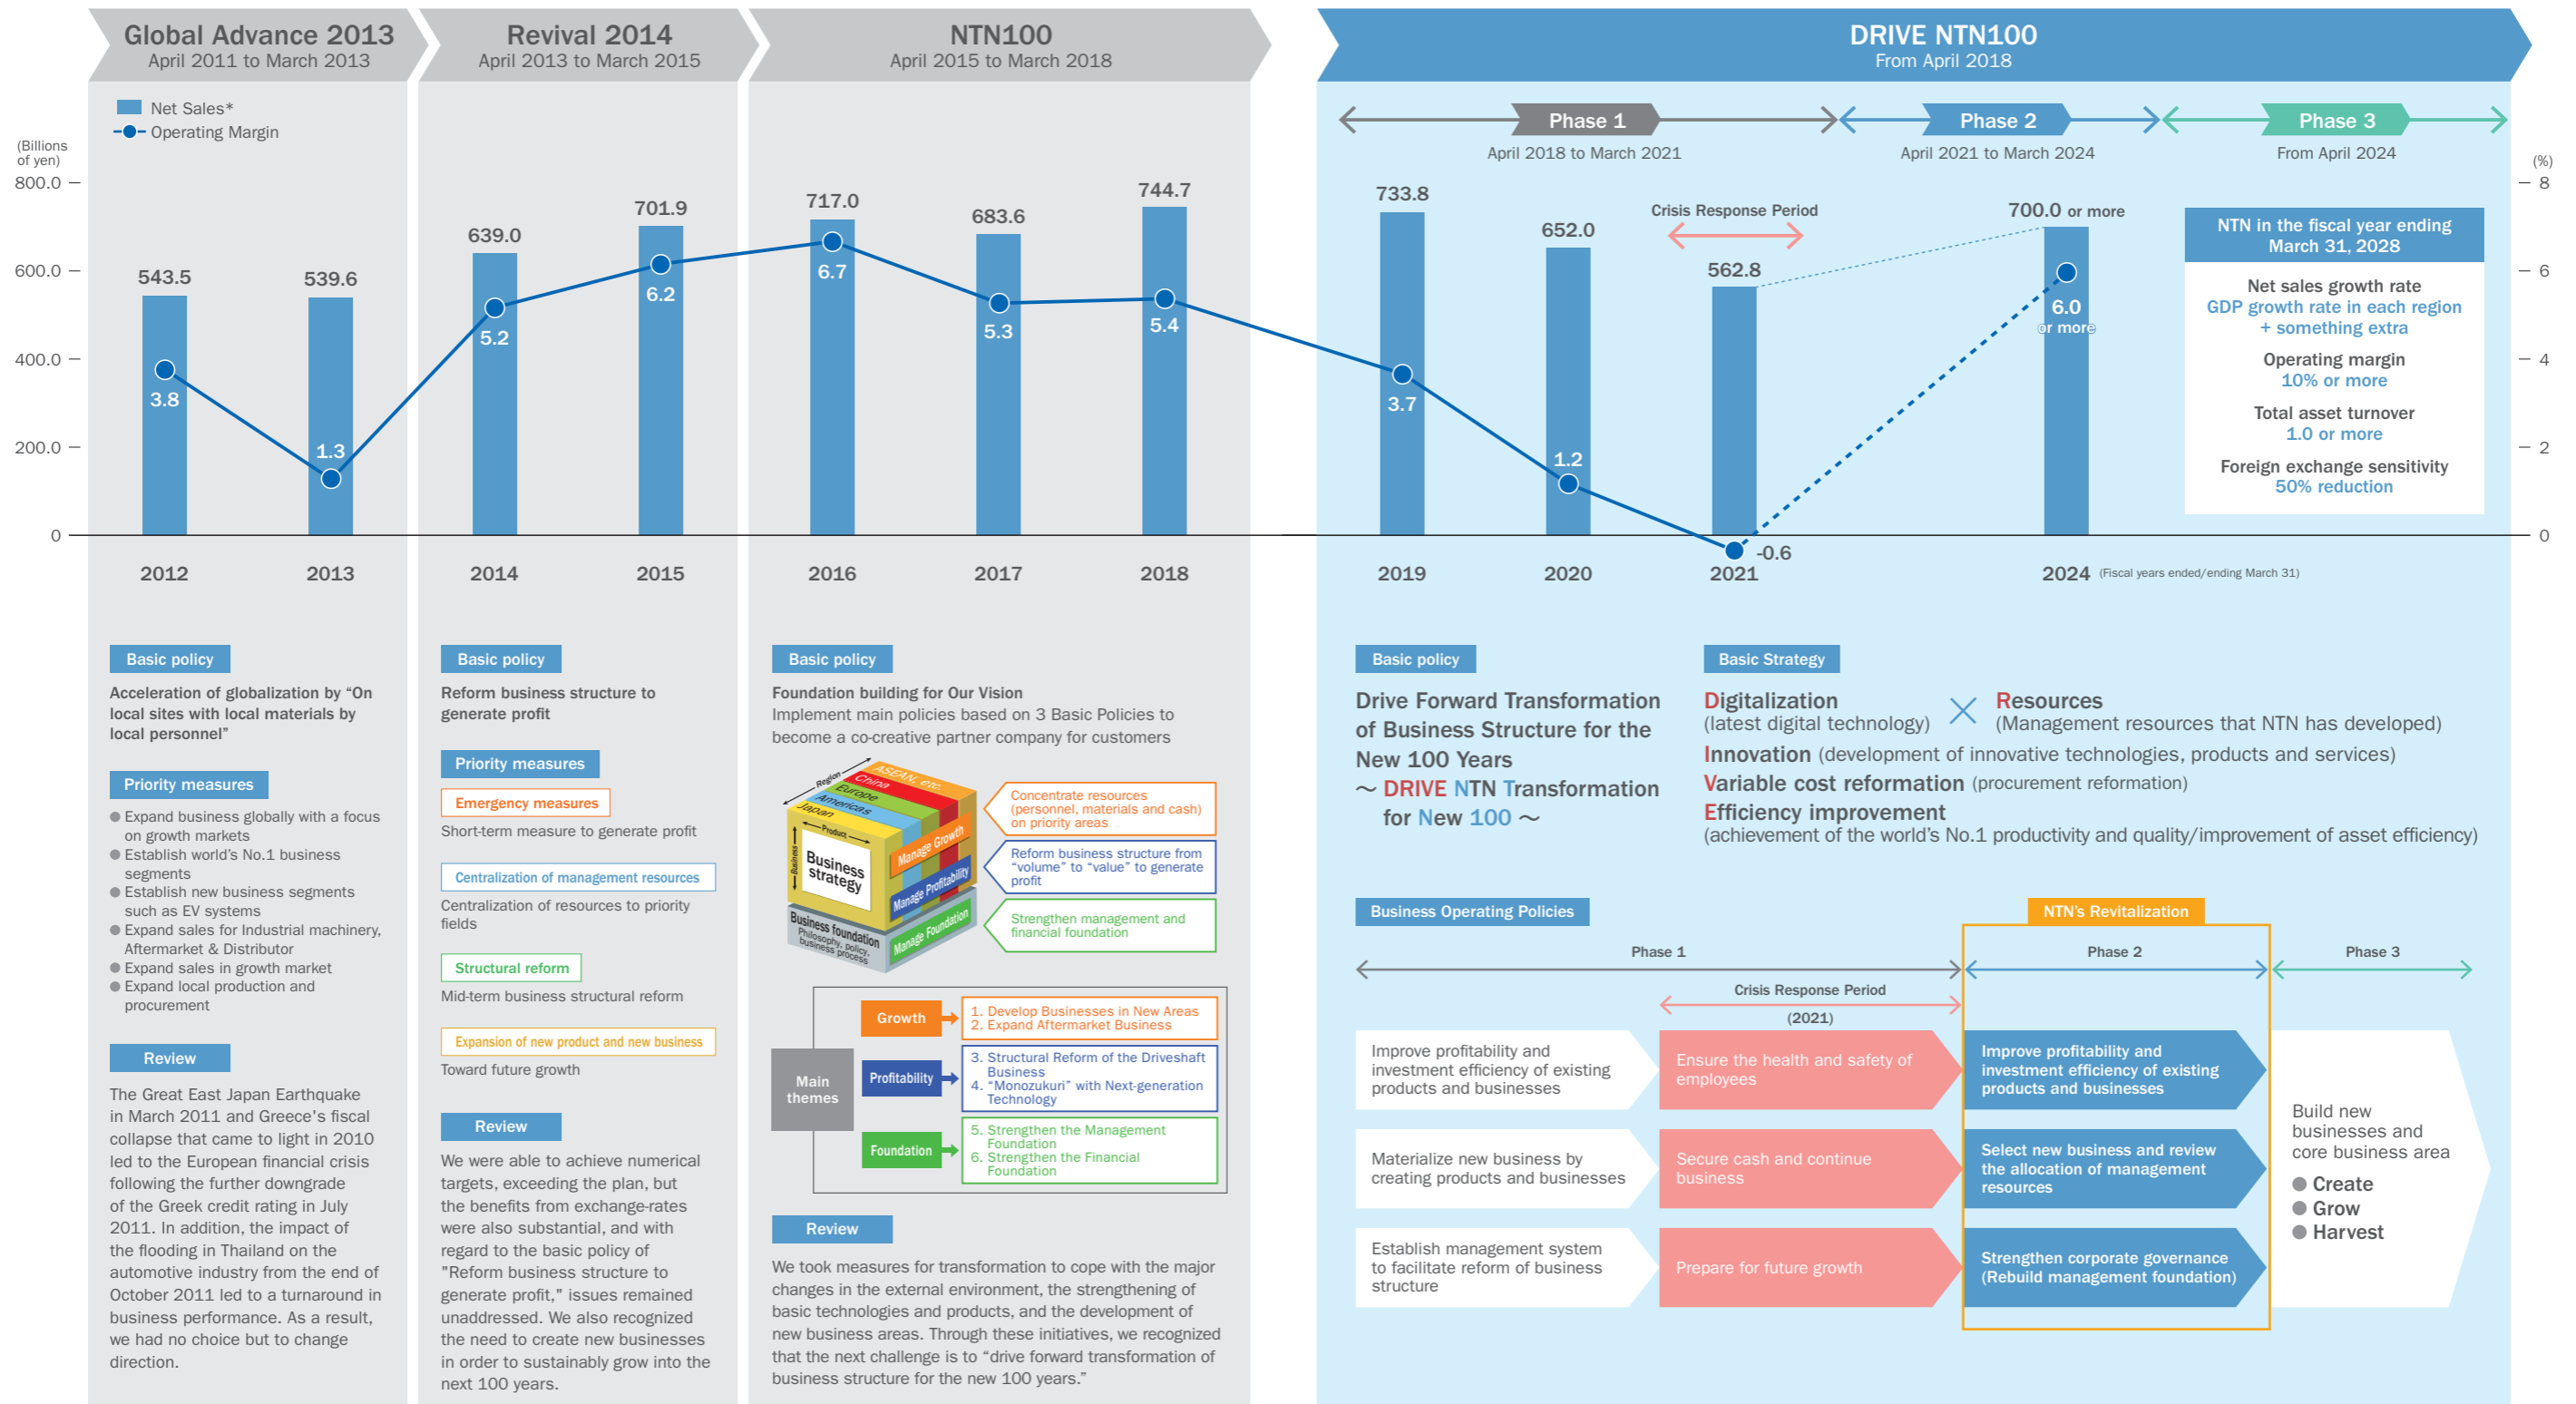 Global Advance 2013
April 2011 to March 2013
Revival 2014
April 2013 to March 2015
NTN100
April 2015 to March 2018
DRIVE NTN100
From April 2018
Net Sales*
Operating Margin
(Billions
of yen)
800.0
600.0
400.0
200.0
0
543.5
539.6
639.0
701.9
717.0
683.6
744.7
3.8
1.3
5.2
6.2
6.7
5.3
5.4
2012
2013
2014
2015
2016
2017
2018
Phase 1
April 2018 to March 2021
Phase 2
April 2021 to March 2024
Phase 3
From April 2024
733.8
652.0
Crisis Response Period
562.8
700.0 or more
3.7
1.2
-0.6
6.0
or more
2019
2020
2021
2024 (Fiscal years ended/ending March 31)
(%)
8
6
4
2
0
NTN in the fiscal year ending
March 31, 2028
Net sales growth rate
GDP growth rate in each region
+ something extra
Operating margin
10% or more
Total asset turnover
1.0 or more
Foreign exchange sensitivity
50% reduction
Basic policy
Acceleration of globalization by “On
local sites with local materials by
local personnel”
Priority measures
● Expand business globally with a focus
on growth markets
● Establish world’s No.1 business
segments
● Establish new business segments
such as EV systems
● Expand sales for Industrial machinery,
Aftermarket & Distributor
● Expand sales in growth market
● Expand local production and
procurement
Review
The Great East Japan Earthquake
in March 2011 and Greece's fiscal
collapse that came to light in 2010
led to the European financial crisis
following the further downgrade
of the Greek credit rating in July
2011. In addition, the impact of
the flooding in Thailand on the
automotive industry from the end of
October 2011 led to a turnaround in
business performance. As a result,
we had no choice but to change
direction.
Basic policy
Reform business structure to
generate profit
Priority measures
Emergency measures
Short-term measure to generate profit
Centralization of management resources
Centralization of resources to priority
fields
Structural reform
Mid-term business structural reform
Expansion of new product and new business
Toward future growth
Review
We were able to achieve numerical
targets, exceeding the plan, but
the benefits from exchange-rates
were also substantial, and with
regard to the basic policy of
"Reform business structure to
generate profit," issues remained
unaddressed. We also recognized
the need to create new businesses
in order to sustainably grow into the
next 100 years.
Basic policy
Foundation building for Our Vision
Implement main policies based on 3 Basic Policies to
become a co-creative partner company for customers
Region
ASEAN, etc.
China
Europe
Americas
Japan
Product
Business
Business
strategy
Manage Growth
Manage Profitability
Manage Foundation
Business foundation
Philosophy, policy,
business process
Concentrate resources
(personnel, materials and cash)
on priority areas
Reform business structure from
“volume” to “value” to generate
profit
Strengthen management and
financial foundation
Main
themes
Growth
1. Develop Businesses in New Areas
2. Expand Aftermarket Business
Profitability
3. Structural Reform of the Driveshaft
Business
4. “Monozukuri” with Next-generation
Technology
Foundation
5. Strengthen the Management
Foundation
6. Strengthen the Financial
Foundation
Review
We took measures for transformation to cope with the major
changes in the external environment, the strengthening of
basic technologies and products, and the development of
new business areas. Through these initiatives, we recognized
that the next challenge is to “drive forward transformation of
business structure for the new 100 years.”
Basic policy
Drive Forward Transformation
of Business Structure for the
New 100 Years
～ DRIVE NTN Transformation
for New 100 ～
Basic Strategy
Digitalization × Resources
(latest digital technology) (Management resources that NTN has developed)
Innovation (development of innovative technologies, products and services)
Variable cost reformation (procurement reformation)
Efficiency improvement
(achievement of the world’s No.1 productivity and quality/improvement of asset efficiency)
Business Operating Policies
NTN’s Revitalization
Phase 1
Phase 2
Phase 3
Crisis Response Period
(2021)
Improve profitability and
investment efficiency of existing
products and businesses
Ensure the health and safety of
employees
Improve profitability and
investment efficiency of existing
products and businesses
Materialize new business by
creating products and businesses
Secure cash and continue
business
Select new business and review
the allocation of management
resources
Establish management system
to facilitate reform of business
structure
Prepare for future growth
Strengthen corporate governance
(Rebuild management foundation)
Build new
businesses and
core business area
● Create
● Grow
● Harvest